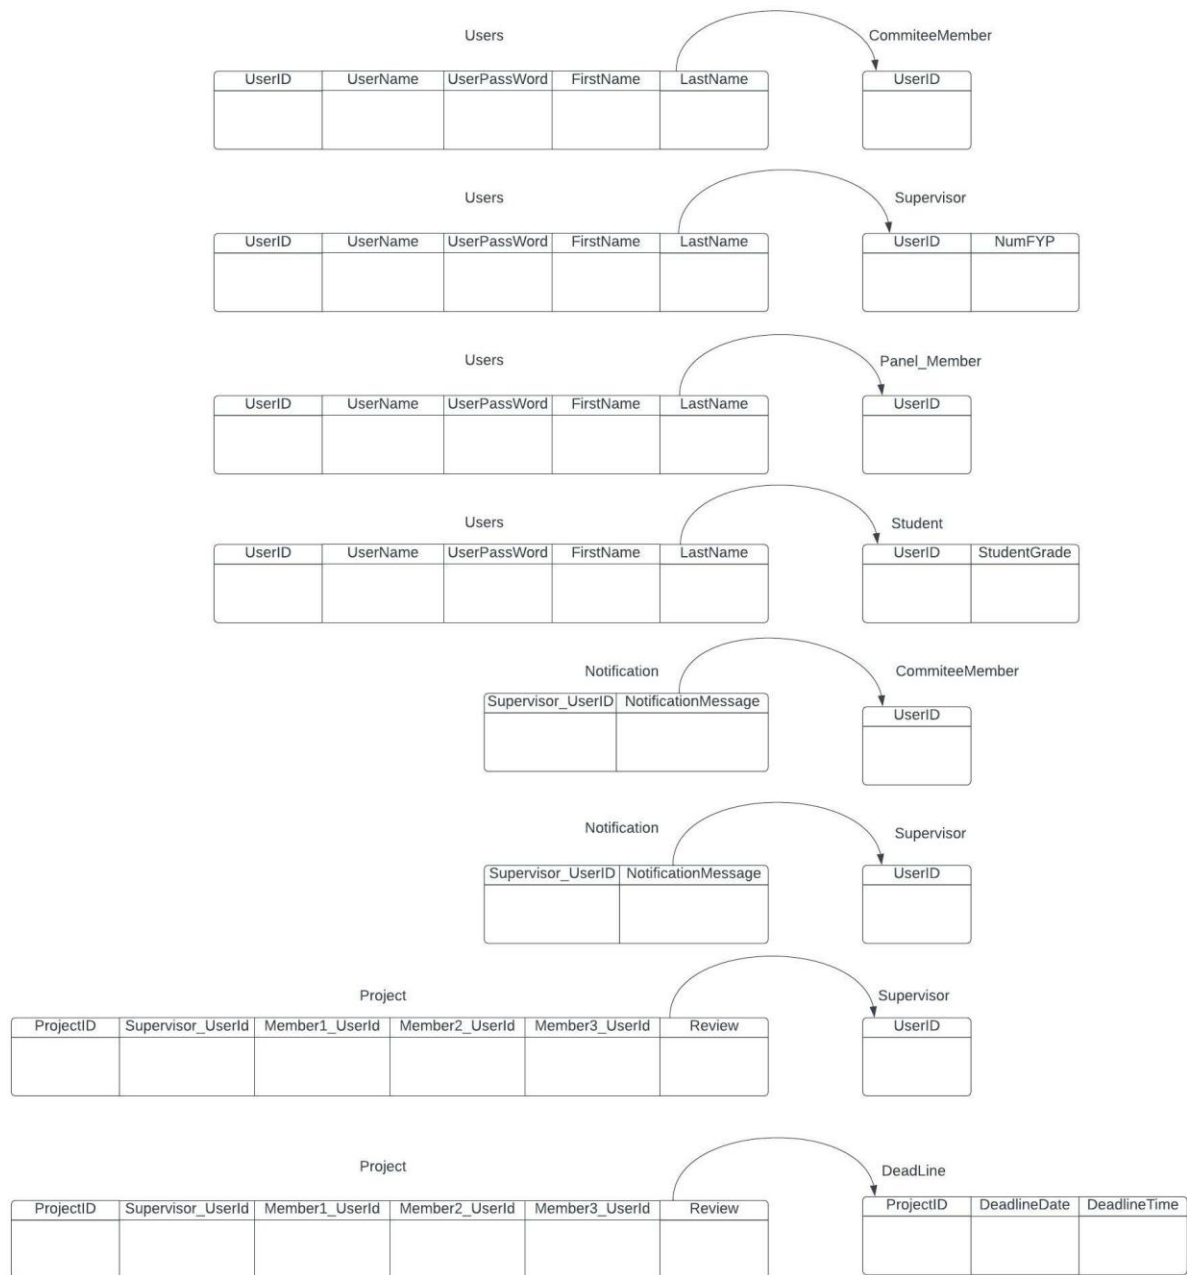 Users CommiteeMember
UserID UserName UserPassWord FirstName LastName UserID
Users Supervisor
UserID UserName UserPassWord FirstName LastName UserID NumFYP
Users Panel_Member
UserID UserName UserPassWord FirstName LastName UserID
Users Student
UserID UserName UserPassWord FirstName LastName UserID StudentGrade
Notification CommiteeMember
Supervisor_UserID NotificationMessage UserID
Notification Supervisor
Supervisor_UserID NotificationMessage UserID
Project Supervisor
ProjectID Supervisor_UserId Member1_UserId Member2_UserId Member3_UserId Review UserID
Project DeadLine
ProjectID Supervisor_UserId Member1_UserId Member2_UserId Member3_UserId Review ProjectID DeadlineDate DeadlineTime